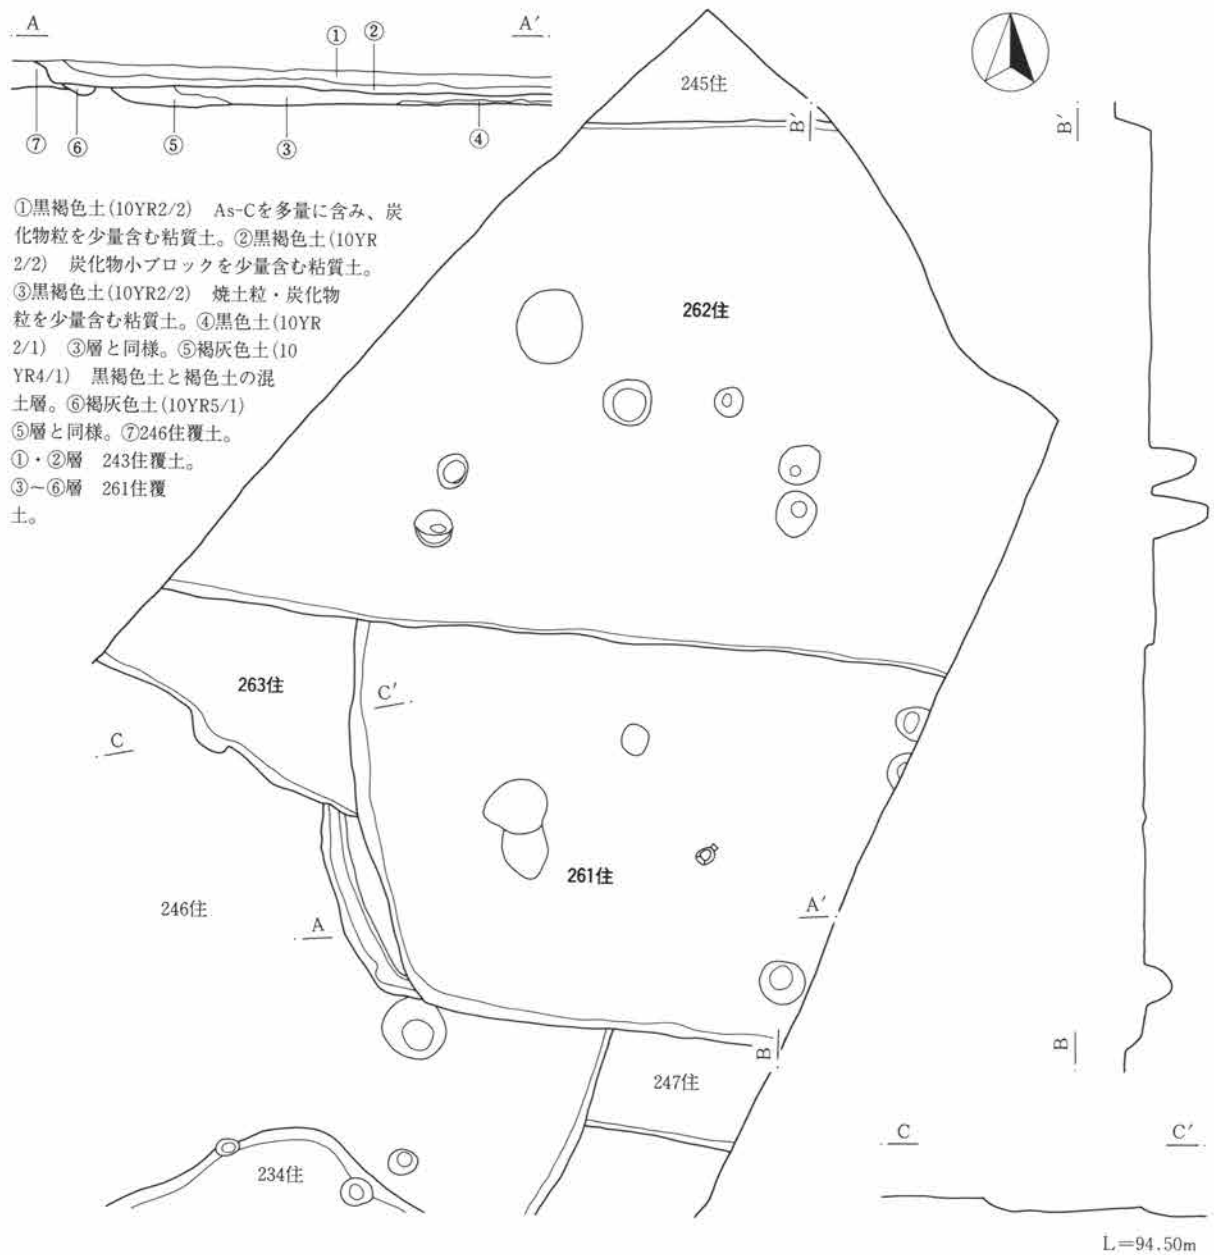 A A′
① ②
⑦ ⑥ ⑤ ③ ④
①黒褐色土(10YR2/2) As-Cを多量に含み、炭
化物粒を少量含む粘質土。②黒褐色土(10YR
2/2) 炭化物小ブロックを少量含む粘質土。
③黒褐色土(10YR2/2) 焼土粒・炭化物
粒を少量含む粘質土。④黒色土(10YR
2/1) ③層と同様。⑤褐灰色土(10
YR4/1) 黒褐色土と褐色土の混
土層。⑥褐灰色土(10YR5/1)
⑤層と同様。⑦246住覆土。
①・②層 243住覆土。
③～⑥層 261住覆
土。
245住
B′
B′
262住
263住
C′
C
261住
246住
A
A′
B
B
247住
234住
C C′
L=94.50m